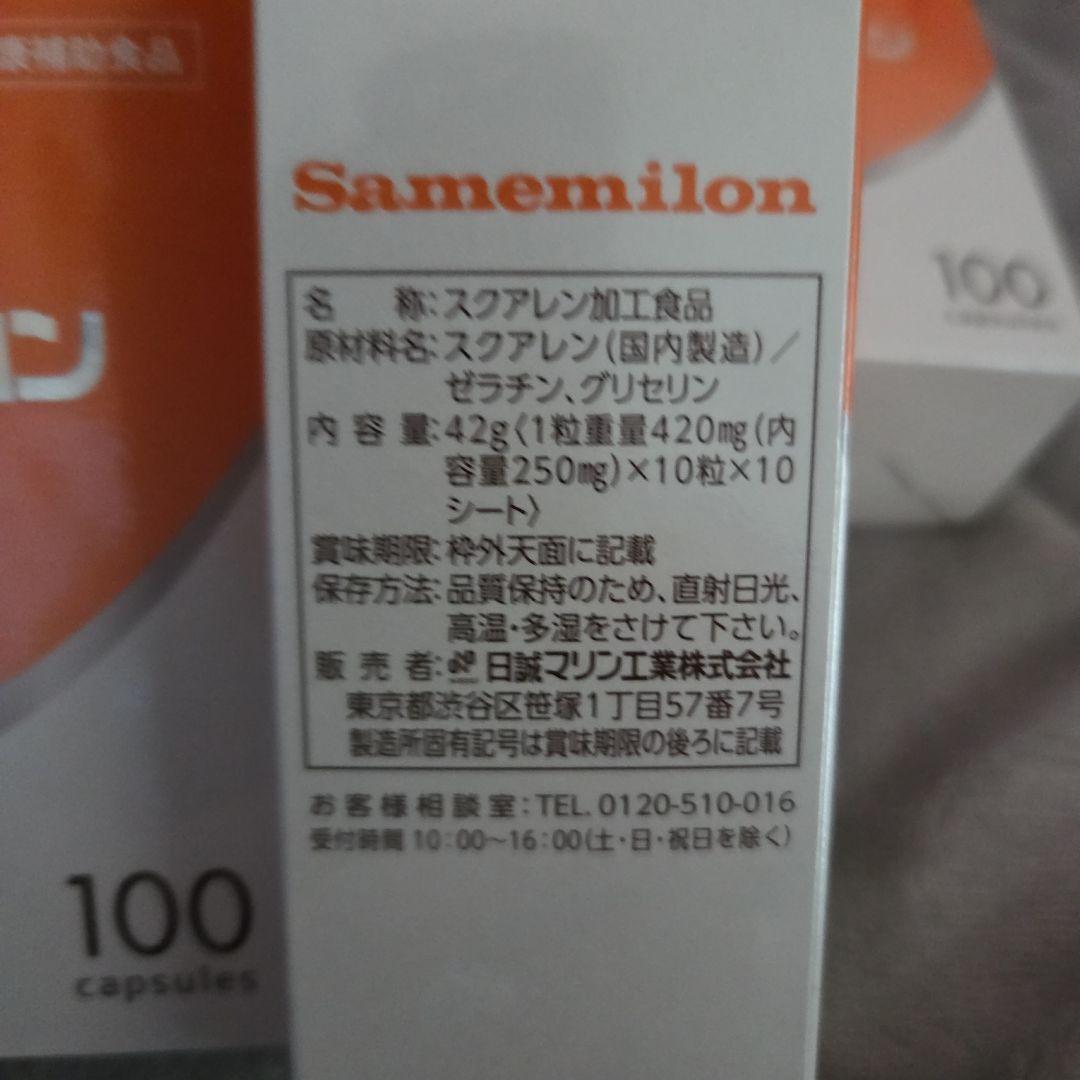 補助食品
ン
100
capsules
Samemilon
名 称：スクアレン加工食品
原材料名：スクアレン（国内製造）／
ゼラチン、グリセリン
内 容 量：42g〈1粒重量420㎎（内
容量250㎎）×10粒×10
シート〉
賞味期限：枠外天面に記載
保存方法：品質保持のため、直射日光、
高温・多湿をさけて下さい。
販 売 者：日誠マリン工業株式会社
東京都渋谷区笹塚1丁目57番7号
製造所固有記号は賞味期限の後ろに記載
お客様相談室：TEL. 0120-510-016
受付時間 10：00～16：00（土・日・祝日を除く）
100
capsules